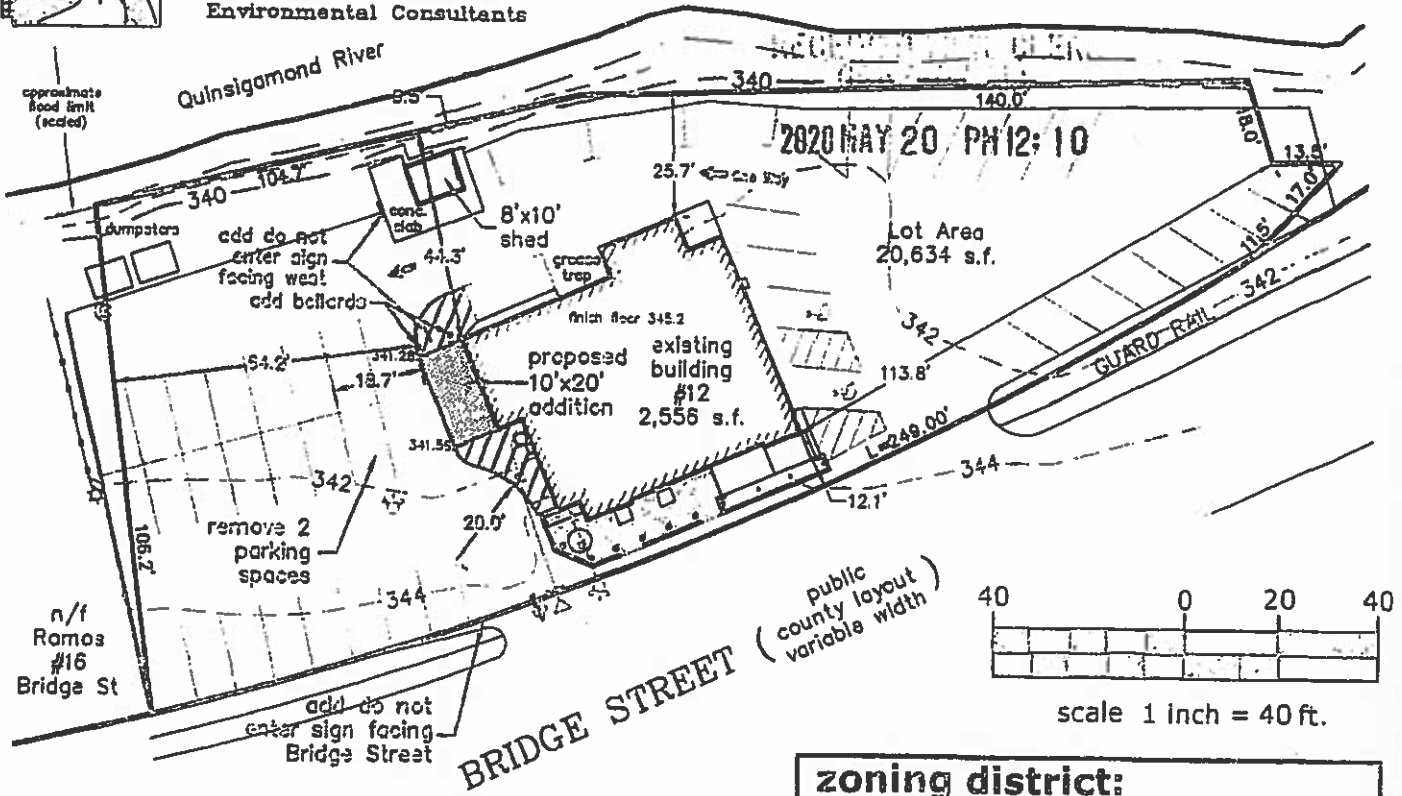 Environmental Consultants
Quinsigamond River
approximate
flood limit
(scaled)
9.5'
340
140.0'
18.0'
2020 MAY 20 PM 12: 10
13.5'
17.0'
11.5'
25.7'
one way
104.7'
340
dumpsters
conc.
slab
8'x10'
shed
Lot Area
20,634 s.f.
add do not
enter sign
facing west
add bollards
44.3'
grease
trap
finish floor 345.2
342
342
GUARD RAIL
341.28
18.7'
proposed
10'x20'
addition
existing
building
#12
2,556 s.f.
113.8'
L=249.00'
344
12.1'
342
20.0'
106.2'
remove 2
parking
spaces
344
n/f
Ramos
#16
Bridge St
add do not
enter sign facing
Bridge Street
BRIDGE STREET
( public
county layout
variable width )
40 0 20 40
scale 1 inch = 40 ft.
zoning district: